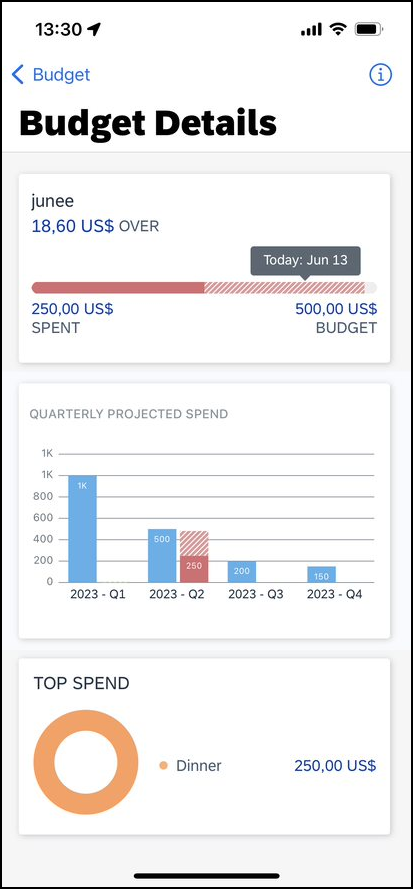 13:30
Budget
Budget Details
junee
18,60 US$ OVER
Today: Jun 13
250,00 US$ 500,00 US$
SPENT BUDGET
QUARTERLY PROJECTED SPEND
1K
1K
800
600
400
200
0
1K
500
250
200
150
2023 - Q1 2023 - Q2 2023 - Q3 2023 - Q4
TOP SPEND
Dinner 250,00 US$